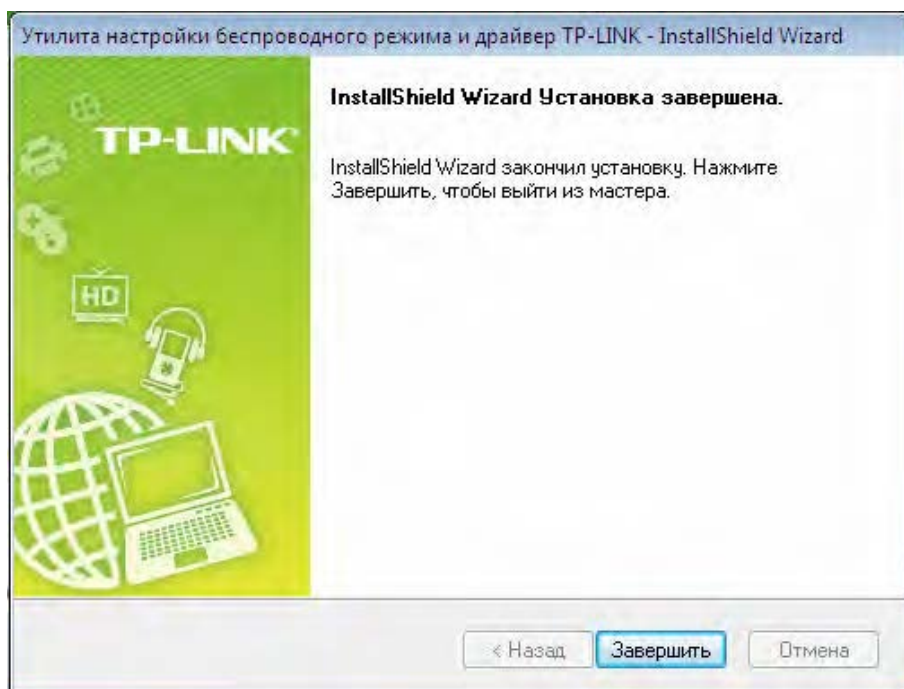 Утилита настройки беспроводного режима и драйвер TP-LINK - InstallShield Wizard
TP-LINK
HD
InstallShield Wizard Установка завершена.
InstallShield Wizard закончил установку. Нажмите
Завершить, чтобы выйти из мастера.
< Назад
Завершить
Отмена